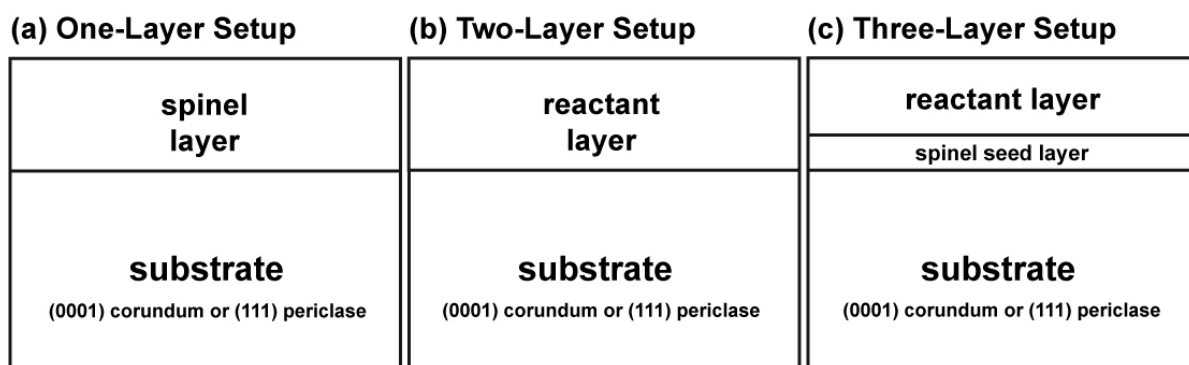 (a) One-Layer Setup
spinel
layer
substrate
(0001) corundum or (111) periclase
(b) Two-Layer Setup
reactant
layer
substrate
(0001) corundum or (111) periclase
(c) Three-Layer Setup
reactant layer
spinel seed layer
substrate
(0001) corundum or (111) periclase